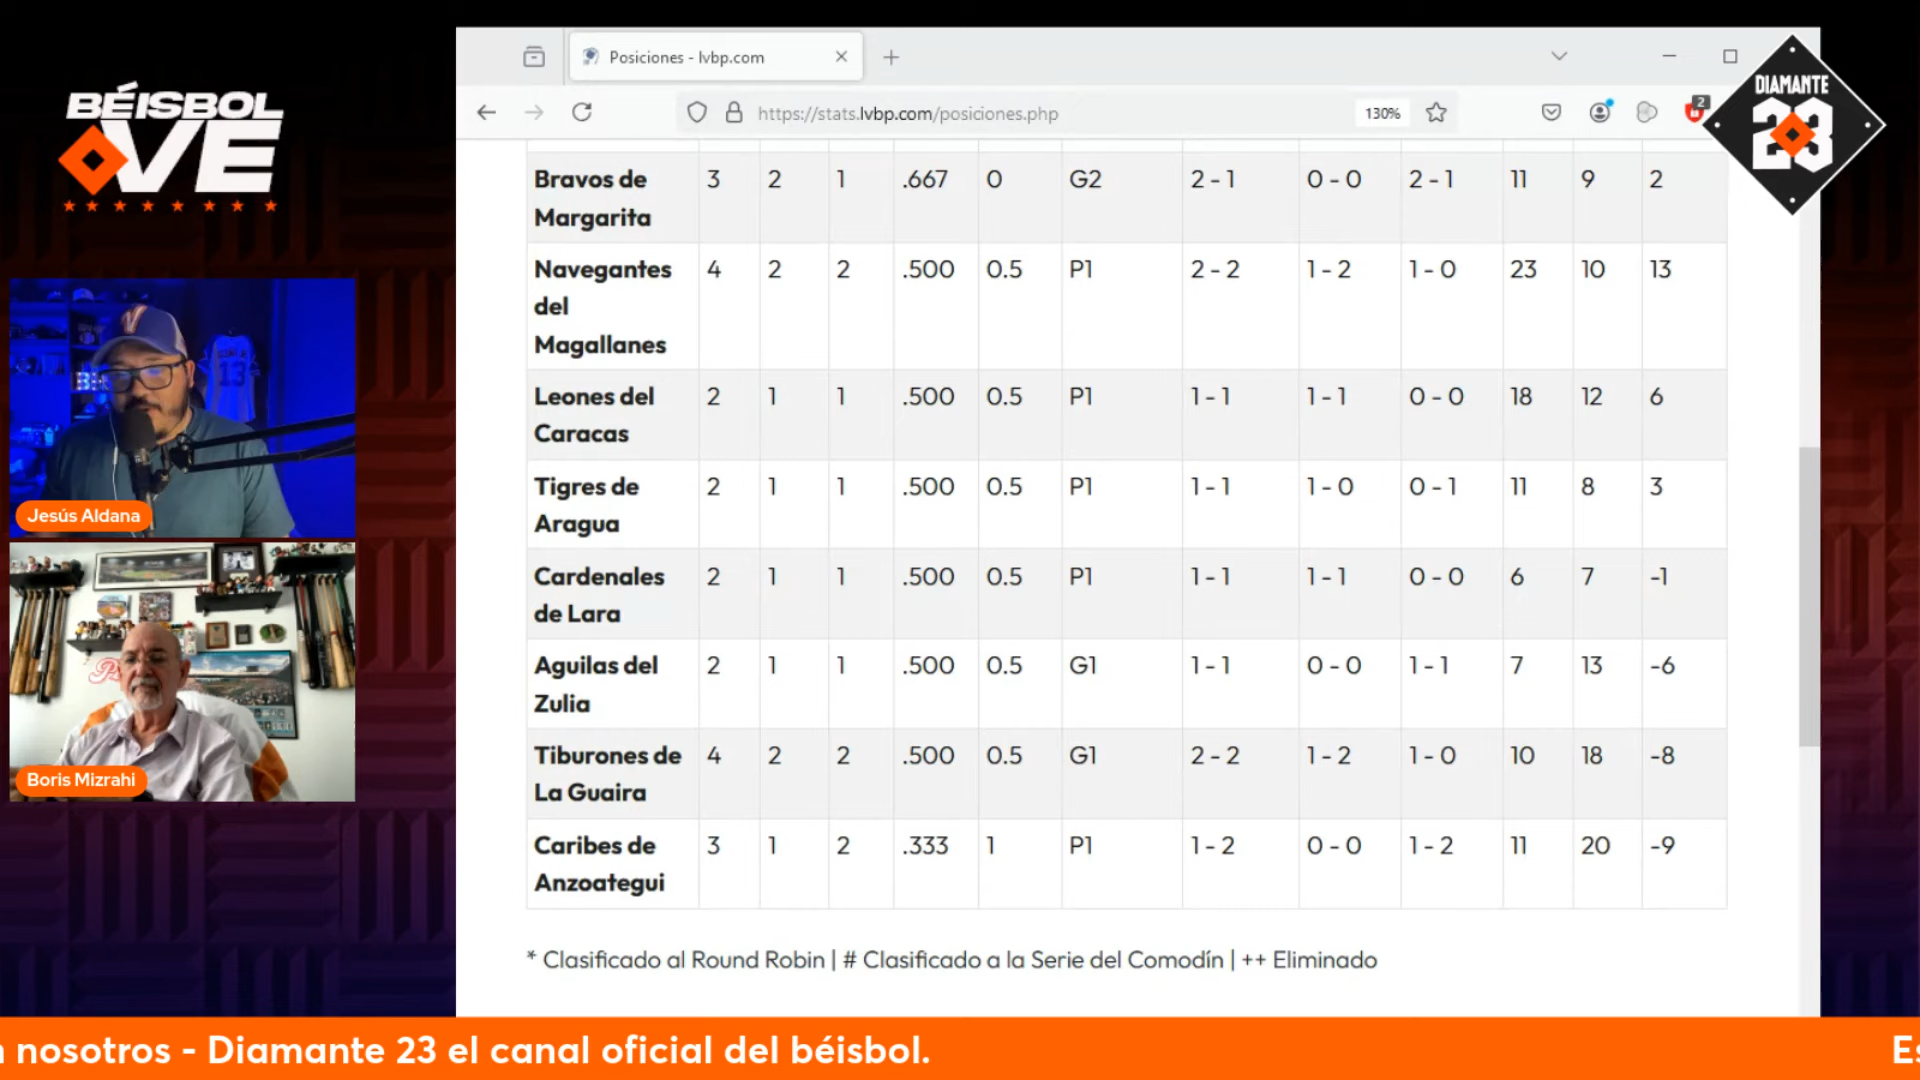 BÉISBOL
VE
Jesús Aldana
Boris Mizrahi
Posiciones - lvbp.com
https://stats.lvbp.com/posiciones.php
130%
2
DIAMANTE
23
Bravos de Margarita 3 2 1 .667 0 G2 2 - 1 0 - 0 2 - 1 11 9 2
Navegantes del Magallanes 4 2 2 .500 0.5 P1 2 - 2 1 - 2 1 - 0 23 10 13
Leones del Caracas 2 1 1 .500 0.5 P1 1 - 1 1 - 1 0 - 0 18 12 6
Tigres de Aragua 2 1 1 .500 0.5 P1 1 - 1 1 - 0 0 - 1 11 8 3
Cardenales de Lara 2 1 1 .500 0.5 P1 1 - 1 1 - 1 0 - 0 6 7 -1
Aguilas del Zulia 2 1 1 .500 0.5 G1 1 - 1 0 - 0 1 - 1 7 13 -6
Tiburones de La Guaira 4 2 2 .500 0.5 G1 2 - 2 1 - 2 1 - 0 10 18 -8
Caribes de Anzoategui 3 1 2 .333 1 P1 1 - 2 0 - 0 1 - 2 11 20 -9
* Clasificado al Round Robin | # Clasificado a la Serie del Comodín | ++ Eliminado
nosotros - Diamante 23 el canal oficial del béisbol.